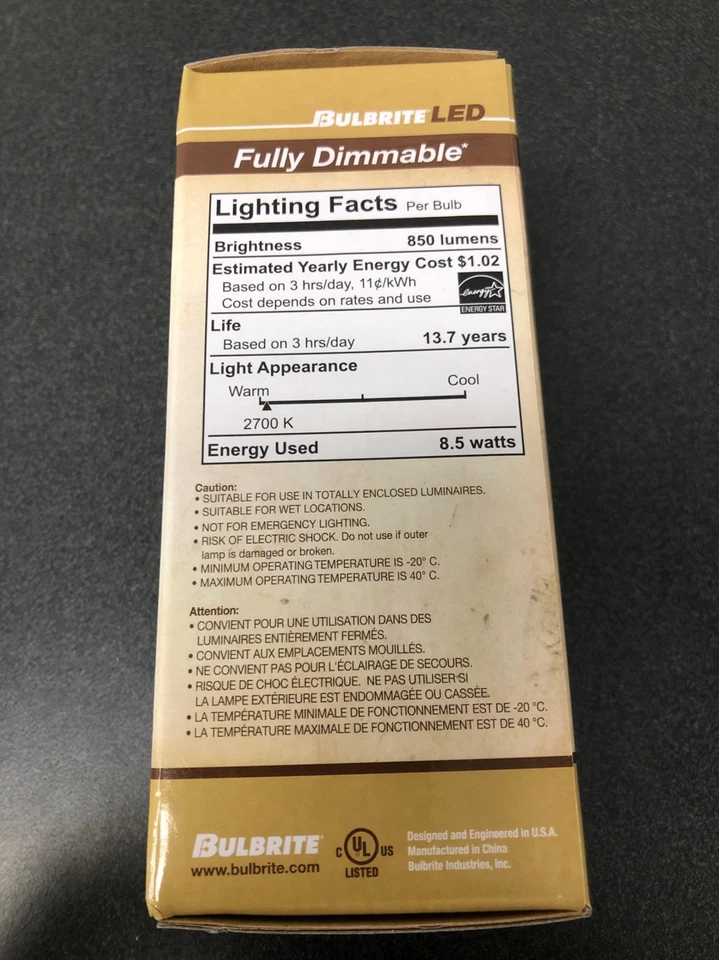 BULBRITE LED
Fully Dimmable*
Lighting Facts Per Bulb
Brightness 850 lumens
Estimated Yearly Energy Cost $1.02
Based on 3 hrs/day, 11¢/kWh
Cost depends on rates and use
energy
ENERGY STAR
Life
Based on 3 hrs/day 13.7 years
Light Appearance
Warm Cool
2700 K
Energy Used 8.5 watts
Caution:
• SUITABLE FOR USE IN TOTALLY ENCLOSED LUMINAIRES.
• SUITABLE FOR WET LOCATIONS.
• NOT FOR EMERGENCY LIGHTING.
• RISK OF ELECTRIC SHOCK. Do not use if outer
lamp is damaged or broken.
• MINIMUM OPERATING TEMPERATURE IS -20° C.
• MAXIMUM OPERATING TEMPERATURE IS 40° C.
Attention:
• CONVIENT POUR UNE UTILISATION DANS DES
LUMINAIRES ENTIÈREMENT FERMÉS.
• CONVIENT AUX EMPLACEMENTS MOUILLÉS.
• NE CONVIENT PAS POUR L'ÉCLAIRAGE DE SECOURS.
• RISQUE DE CHOC ÉLECTRIQUE. NE PAS UTILISER SI
LA LAMPE EXTÉRIEURE EST ENDOMMAGÉE OU CASSÉE.
• LA TEMPÉRATURE MINIMALE DE FONCTIONNEMENT EST DE -20 °C.
• LA TEMPÉRATURE MAXIMALE DE FONCTIONNEMENT EST DE 40 °C.
BULBRITE®
www.bulbrite.com
C UL US
LISTED
Designed and Engineered in U.S.A.
Manufactured in China
Bulbrite Industries, Inc.